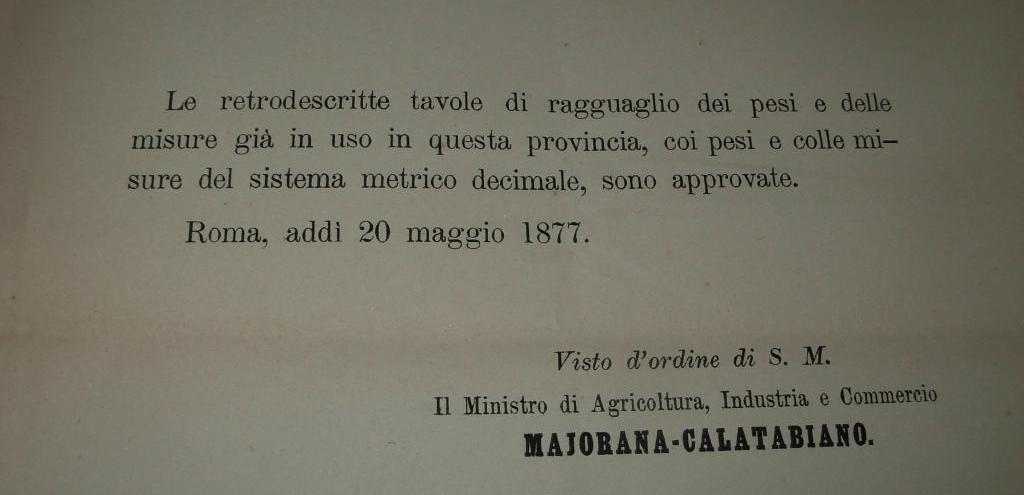 Le retrodescritte tavole di ragguaglio dei pesi e delle
misure già in uso in questa provincia, coi pesi e colle mi-
sure del sistema metrico decimale, sono approvate.
Roma, addì 20 maggio 1877.
Visto d'ordine di S. M.
Il Ministro di Agricoltura, Industria e Commercio
MAJORANA-CALATABIANO.